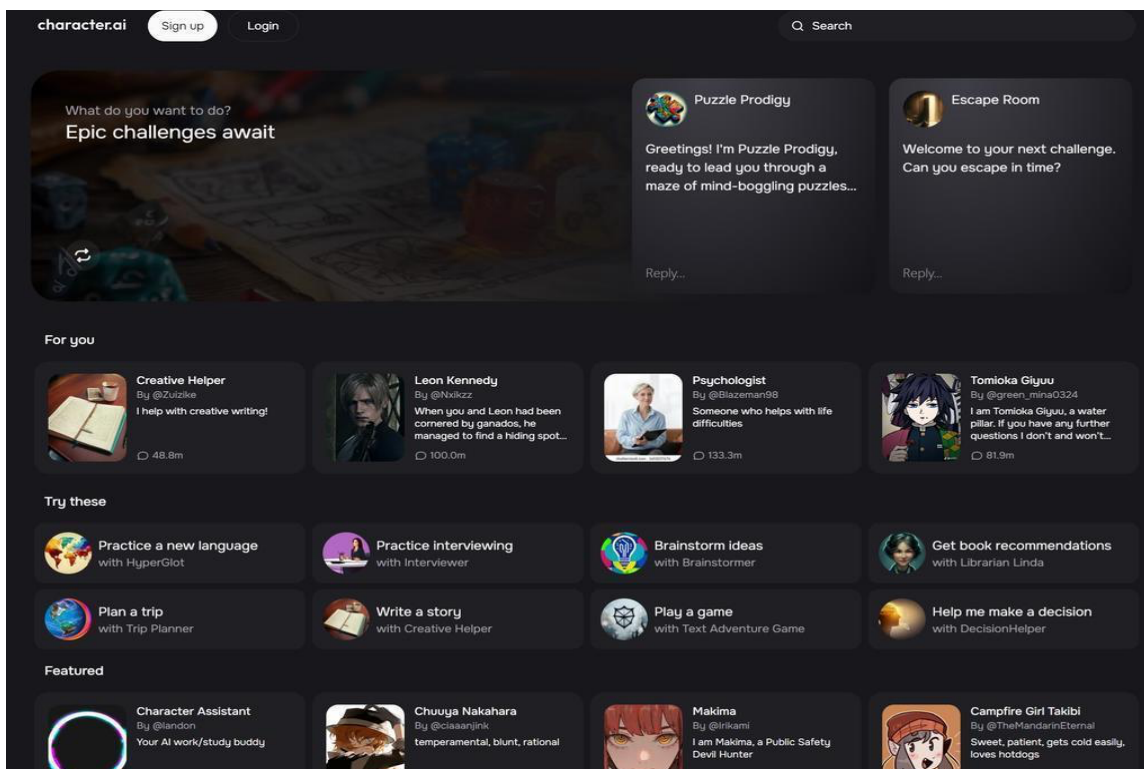 character.ai
Sign up
Login
Search
What do you want to do?
Epic challenges await
Puzzle Prodigy
Greetings! I'm Puzzle Prodigy,
ready to lead you through a
maze of mind-boggling puzzles...
Reply...
Escape Room
Welcome to your next challenge.
Can you escape in time?
Reply...
For you
Creative Helper
By @Zuizike
I help with creative writing!
48.8m
Leon Kennedy
By @Nxikzz
When you and Leon had been
cornered by ganados, he
managed to find a hiding spot...
100.0m
Psychologist
By @Blazeman98
Someone who helps with life
difficulties
133.3m
Tomioka Giyuu
By @green_mina0324
I am Tomioka Giyuu, a water
pillar. If you have any further
questions I don't and won't...
81.9m
Try these
Practice a new language
with HyperGlot
Practice interviewing
with Interviewer
Brainstorm ideas
with Brainstormer
Get book recommendations
with Librarian Linda
Plan a trip
with Trip Planner
Write a story
with Creative Helper
Play a game
with Text Adventure Game
Help me make a decision
with DecisionHelper
Featured
Character Assistant
By @landon
Your AI work/study buddy
Chuuya Nakahara
By @ciaaanjink
temperamental, blunt, rational
Makima
By @Irikami
I am Makima, a Public Safety
Devil Hunter
Campfire Girl Takibi
By @TheMandarinEternal
Sweet, patient, gets cold easily,
loves hotdogs